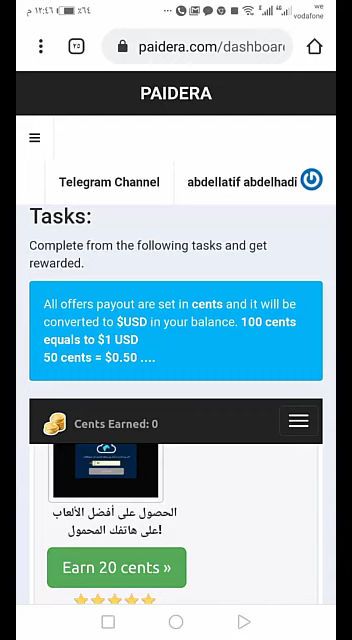 ١٢:٤٦ م
٪٦٤
we
vodafone
٢٥
paidera.com/dashboar
PAIDERA
Telegram Channel
abdellatif abdelhadi
Tasks:
Complete from the following tasks and get
rewarded.
All offers payout are set in cents and it will be
converted to $USD in your balance. 100 cents
equals to $1 USD
50 cents = $0.50 ....
Cents Earned: 0
الحصول على أفضل الألعاب
على هاتفك المحمول!
Earn 20 cents »